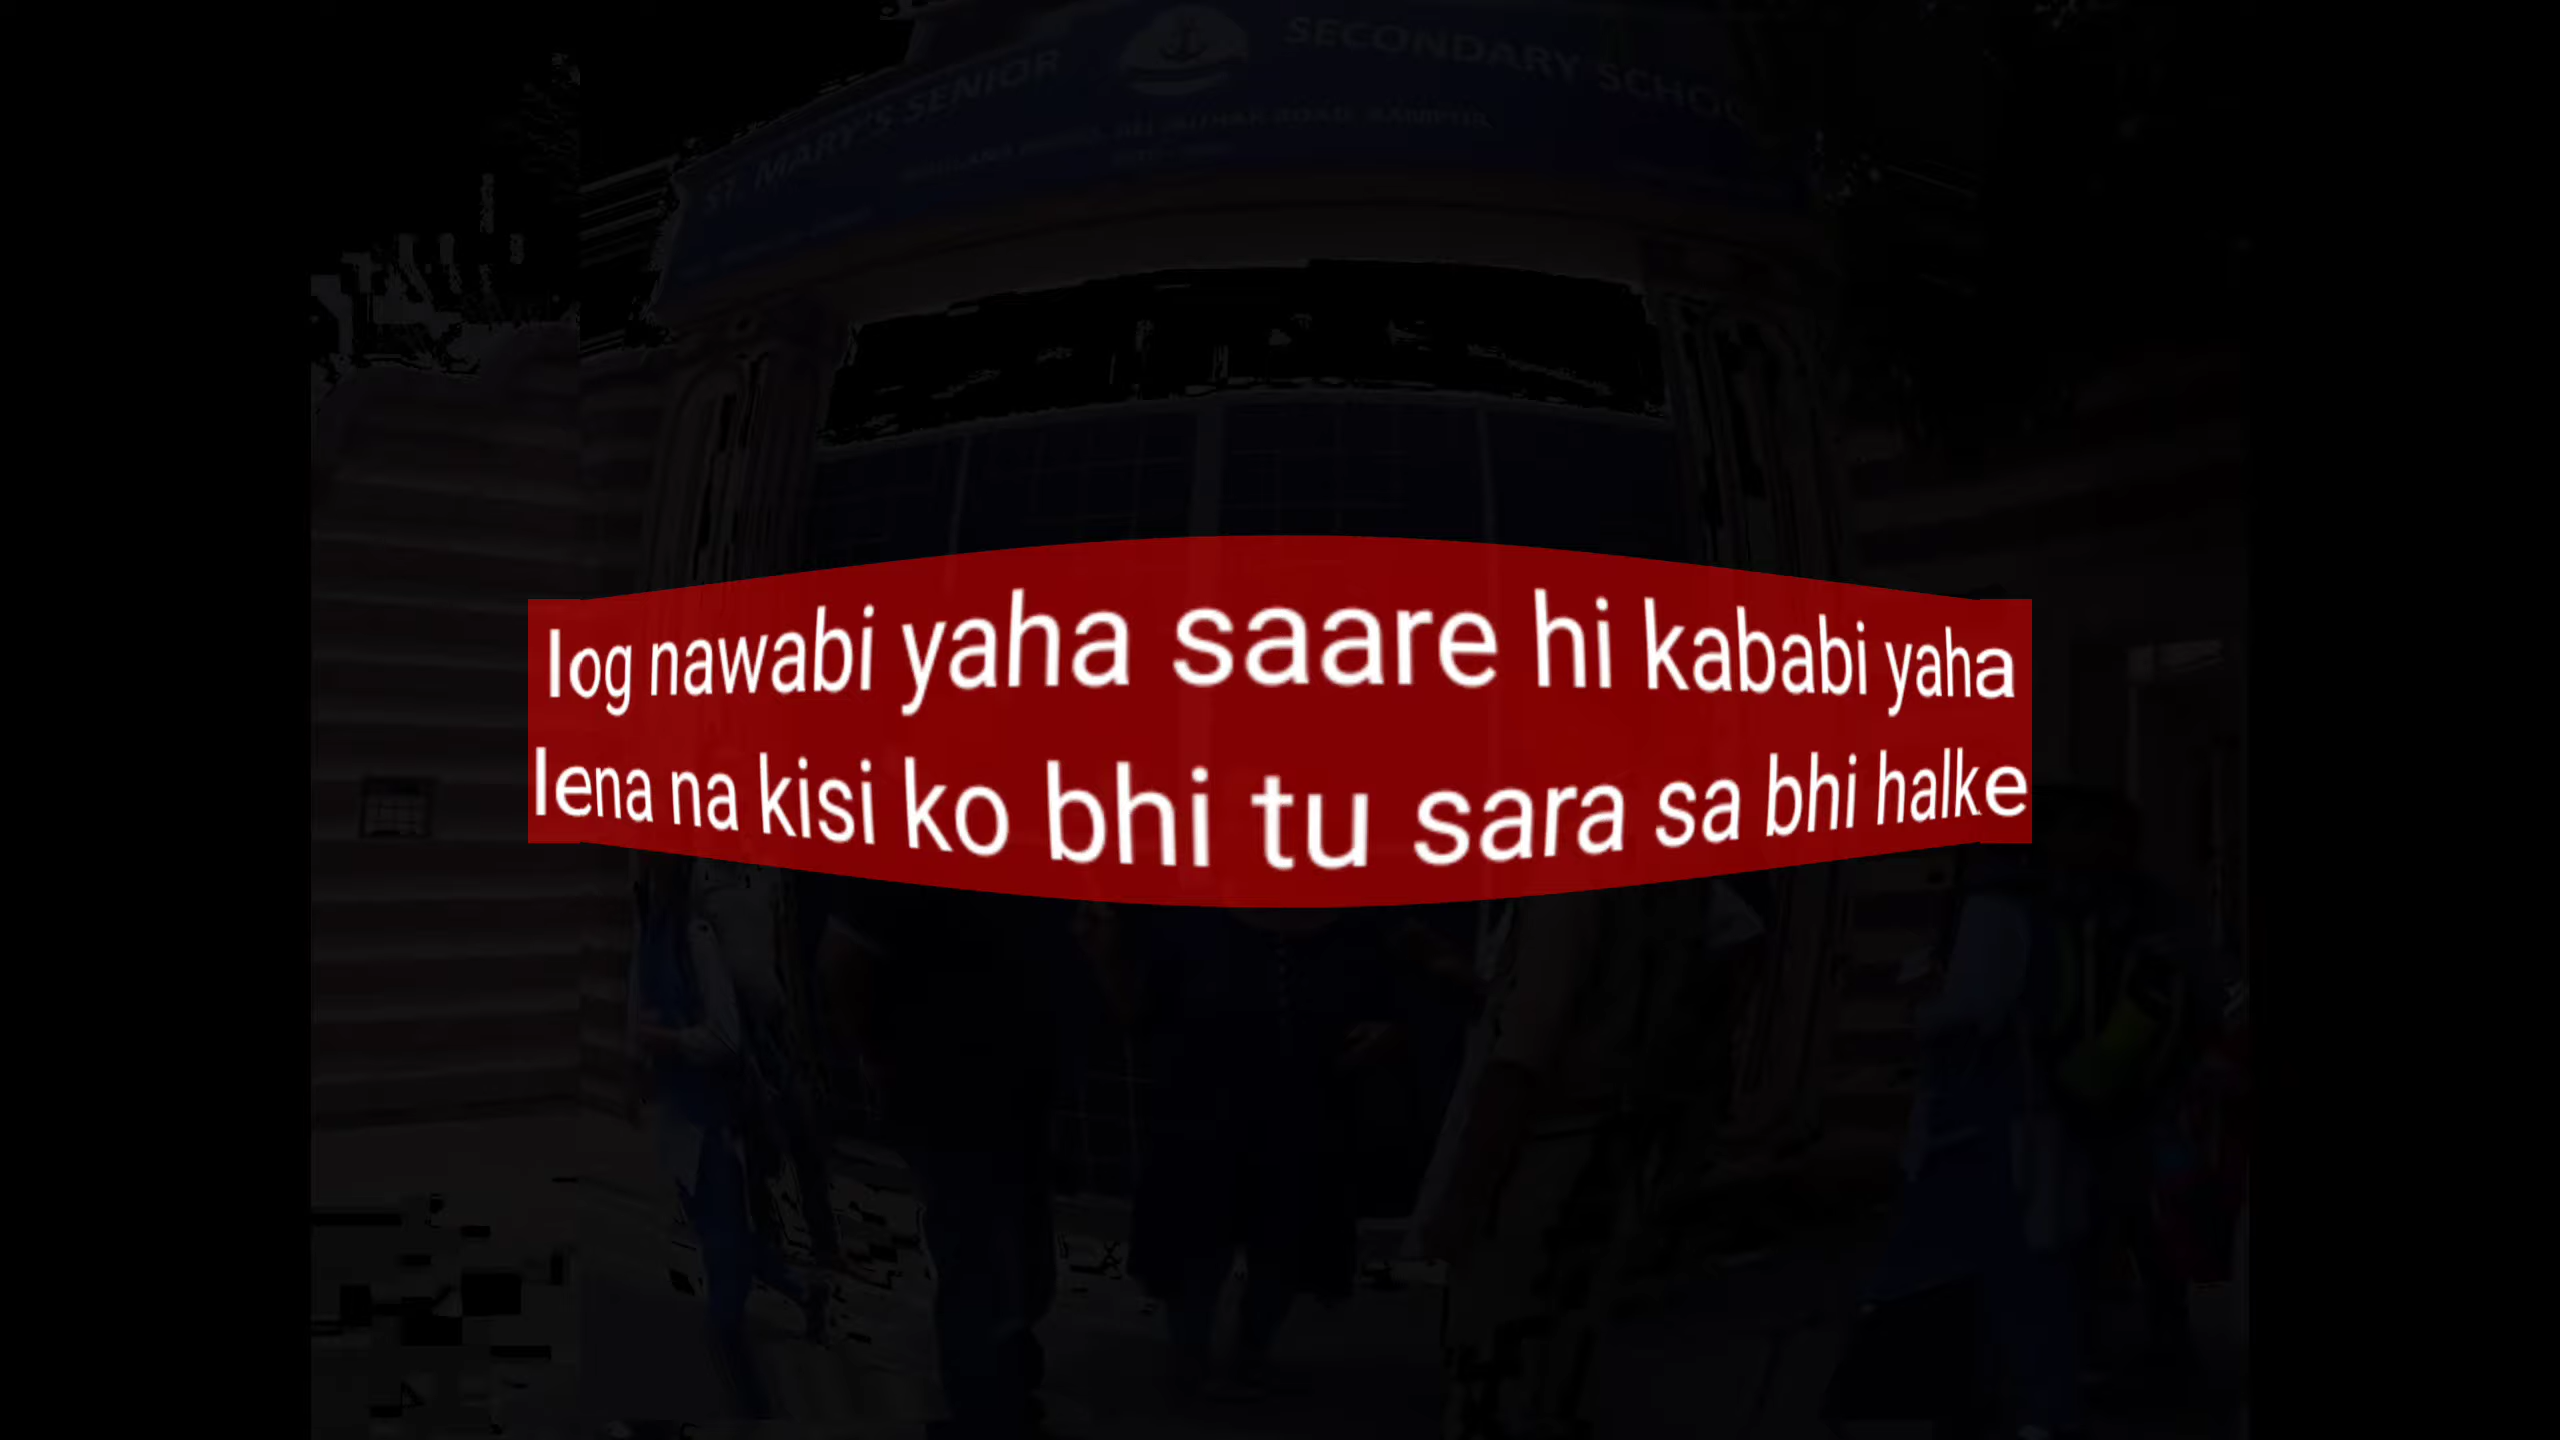 ST. MARY'S SENIOR SECONDARY SCHOOL
log nawabi yaha saare hi kababi yaha
lena na kisi ko bhi tu sara sa bhi halke